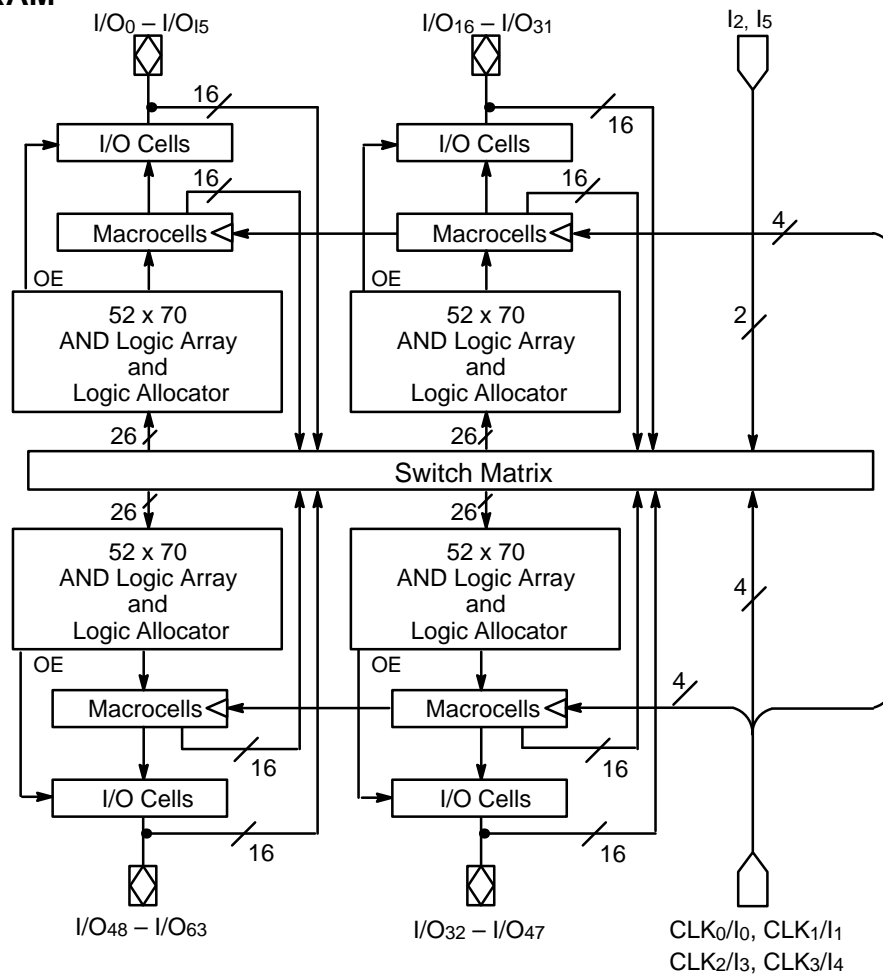 I/O0 – I/OI5
I/O16 – I/O31
I2, I5
16
16
I/O Cells
I/O Cells
16
16
4
Macrocells
Macrocells
OE
OE
52 x 70
AND Logic Array
and
Logic Allocator
52 x 70
AND Logic Array
and
Logic Allocator
2
26
26
Switch Matrix
26
26
52 x 70
AND Logic Array
and
Logic Allocator
52 x 70
AND Logic Array
and
Logic Allocator
4
OE
OE
4
Macrocells
Macrocells
16
16
I/O Cells
I/O Cells
16
16
I/O48 – I/O63
I/O32 – I/O47
CLK0/I0, CLK1/I1
CLK2/I3, CLK3/I4